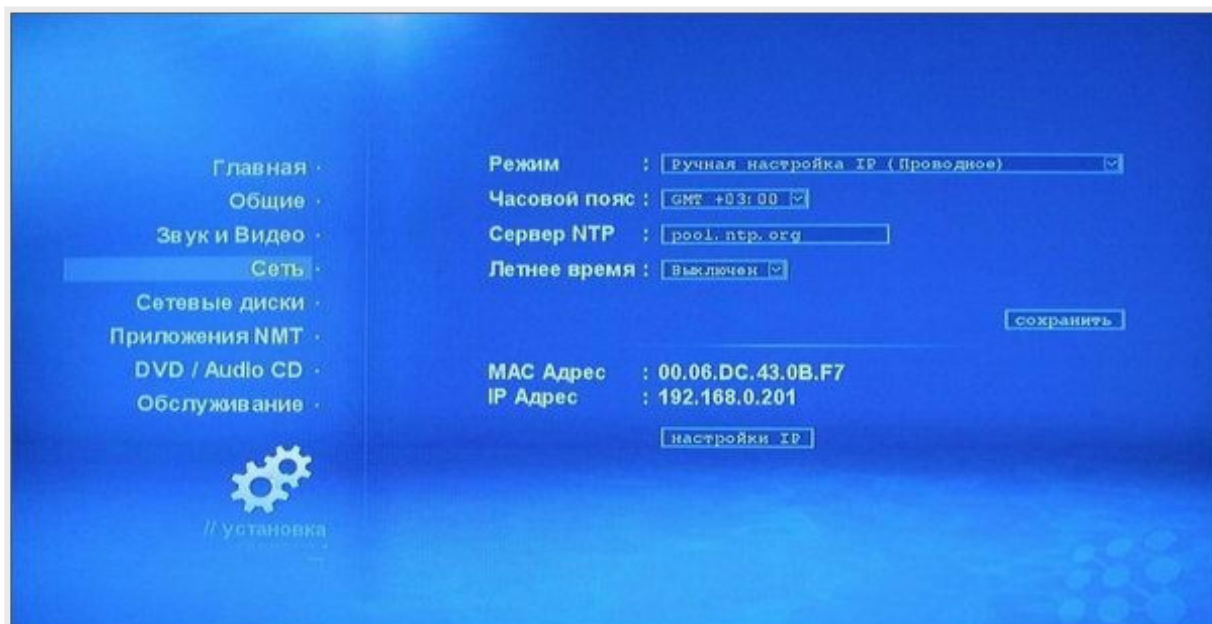 Главная
Общие
Звук и Видео
Сеть
Сетевые диски
Приложения NMT
DVD / Audio CD
Обслуживание
// установка
Режим : Ручная настройка IP (Проводное)
Часовой пояс : GMT +03:00
Сервер NTP : pool.ntp.org
Летнее время : Выключен
сохранить
MAC Адрес : 00.06.DC.43.0B.F7
IP Адрес : 192.168.0.201
настройки IP